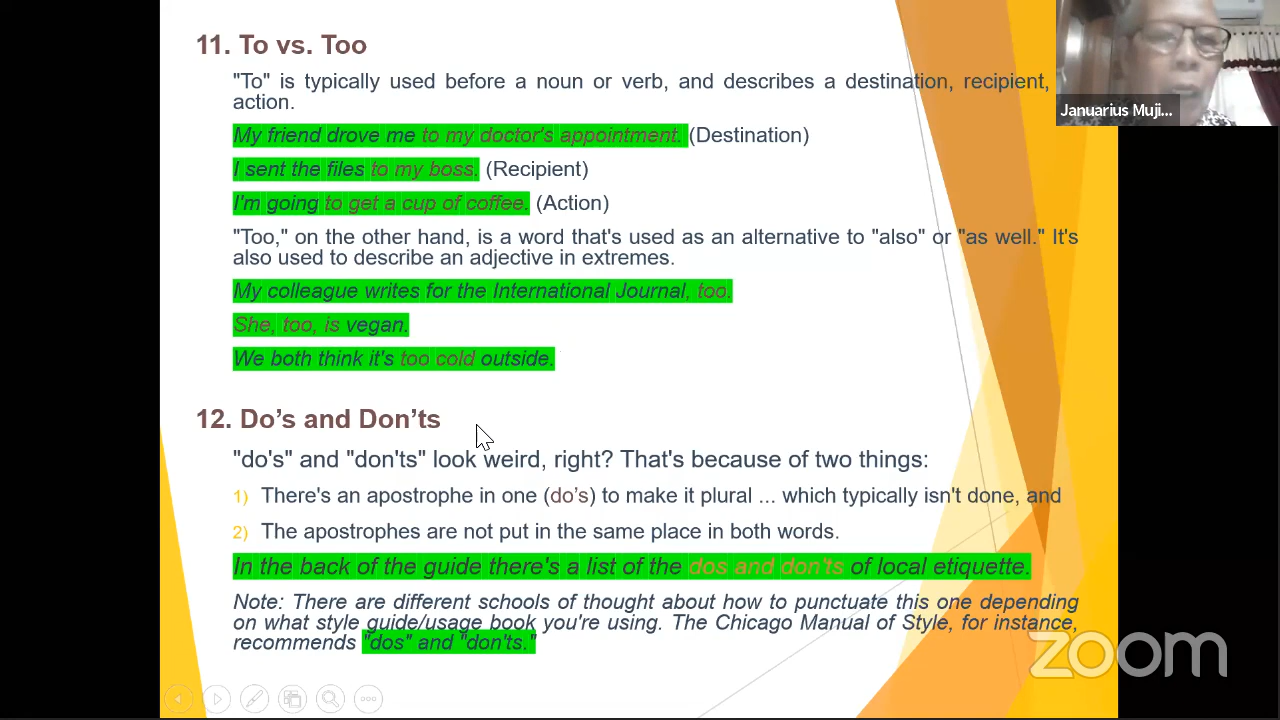 11. To vs. Too
"To" is typically used before a noun or verb, and describes a destination, recipient,
action.
My friend drove me to my doctor's appointment. (Destination)
I sent the files to my boss. (Recipient)
I'm going to get a cup of coffee. (Action)
"Too," on the other hand, is a word that's used as an alternative to "also" or "as well." It's
also used to describe an adjective in extremes.
My colleague writes for the International Journal, too.
She, too, is vegan.
We both think it's too cold outside.
12. Do’s and Don’ts
"do's" and "don'ts" look weird, right? That's because of two things:
1) There's an apostrophe in one (do’s) to make it plural ... which typically isn't done, and
2) The apostrophes are not put in the same place in both words.
In the back of the guide there's a list of the dos and don'ts of local etiquette.
Note: There are different schools of thought about how to punctuate this one depending
on what style guide/usage book you're using. The Chicago Manual of Style, for instance,
recommends "dos" and "don'ts."
Januarius Muji...
zoom